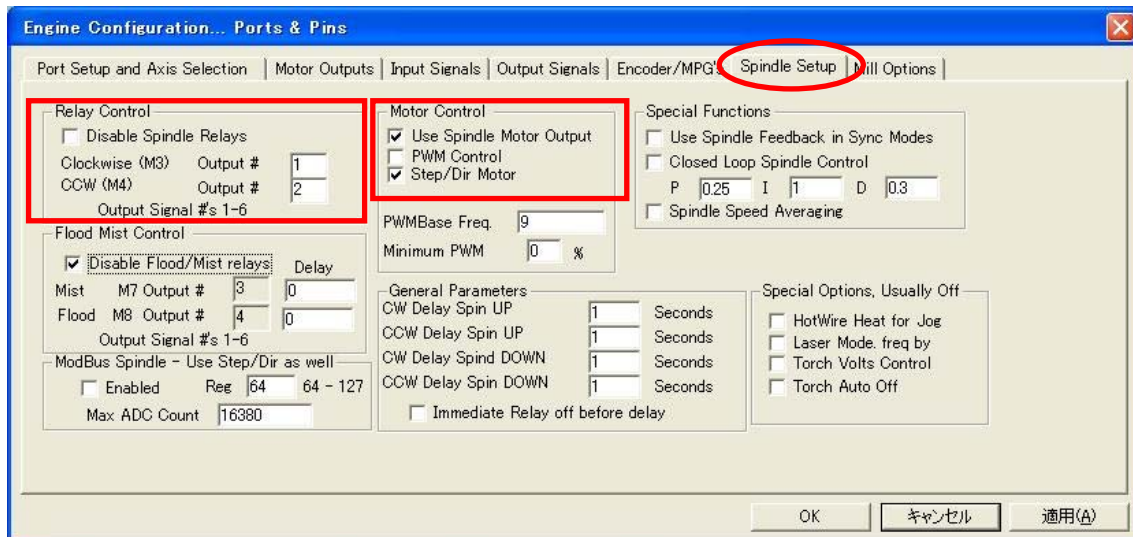 Engine Configuration... Ports & Pins
Port Setup and Axis Selection
Motor Outputs
Input Signals
Output Signals
Encoder/MPG's
Spindle Setup
Mill Options
Relay Control
Disable Spindle Relays
Clockwise (M3) Output # 1
CCW (M4) Output # 2
Output Signal #'s 1-6
Flood Mist Control
Disable Flood/Mist relays
Delay
Mist M7 Output # 3 0
Flood M8 Output # 4 0
Output Signal #'s 1-6
ModBus Spindle - Use Step/Dir as well
Enabled Reg 64 64 - 127
Max ADC Count 16380
Motor Control
Use Spindle Motor Output
PWM Control
Step/Dir Motor
PWMBase Freq. 9
Minimum PWM 0 %
General Parameters
CW Delay Spin UP 1 Seconds
CCW Delay Spin UP 1 Seconds
CW Delay Spind DOWN 1 Seconds
CCW Delay Spin DOWN 1 Seconds
Immediate Relay off before delay
Special Functions
Use Spindle Feedback in Sync Modes
Closed Loop Spindle Control
P 0.25 I 1 D 0.3
Spindle Speed Averaging
Special Options, Usually Off
HotWire Heat for Jog
Laser Mode. freq by
Torch Volts Control
Torch Auto Off
OK
キャンセル
適用(A)